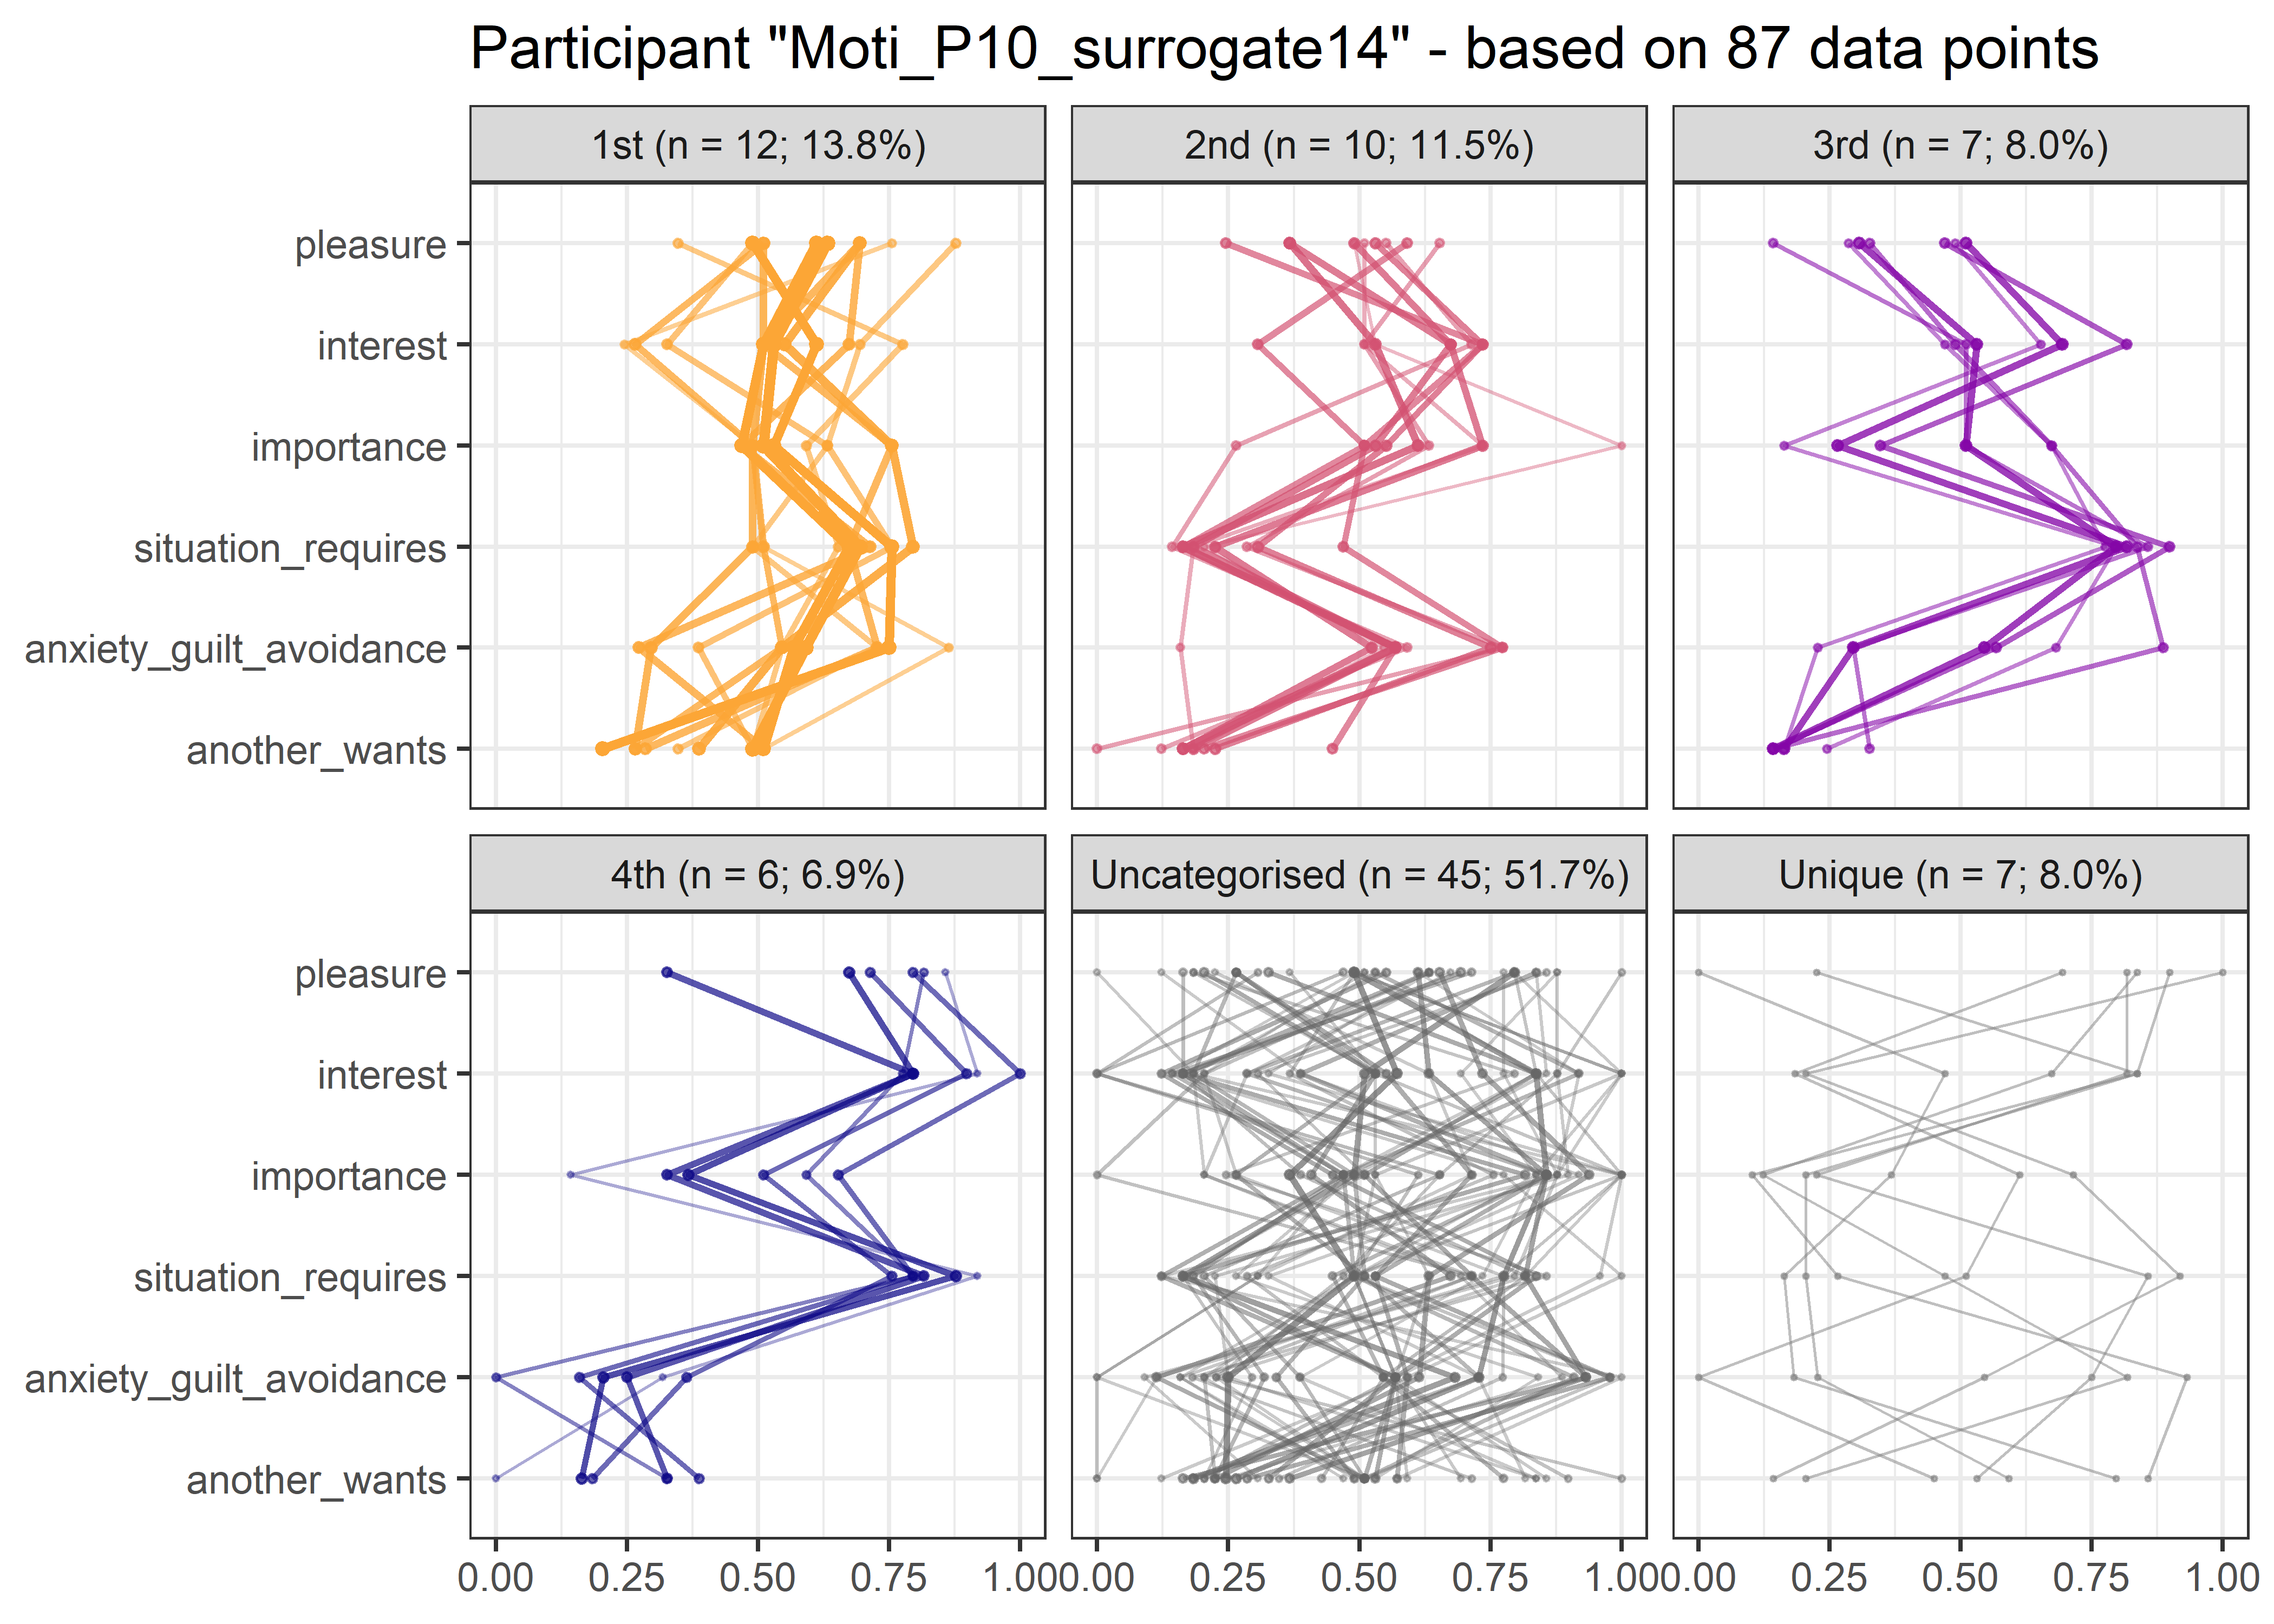 Participant "Moti_P10_surrogate14" - based on 87 data points
1st (n = 12; 13.8%)
2nd (n = 10; 11.5%)
3rd (n = 7; 8.0%)
pleasure
interest
importance
situation_requires
anxiety_guilt_avoidance
another_wants
4th (n = 6; 6.9%)
Uncategorised (n = 45; 51.7%)
Unique (n = 7; 8.0%)
pleasure
interest
importance
situation_requires
anxiety_guilt_avoidance
another_wants
0.00 0.25 0.50 0.75 1.00
0.00 0.25 0.50 0.75 1.00
0.00 0.25 0.50 0.75 1.00